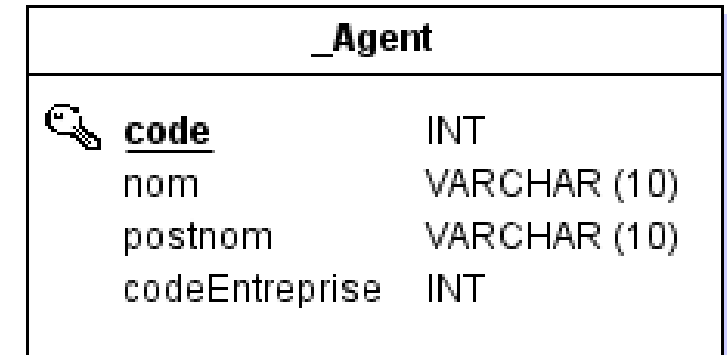 _Agent
code INT
nom VARCHAR (10)
postnom VARCHAR (10)
codeEntreprise INT